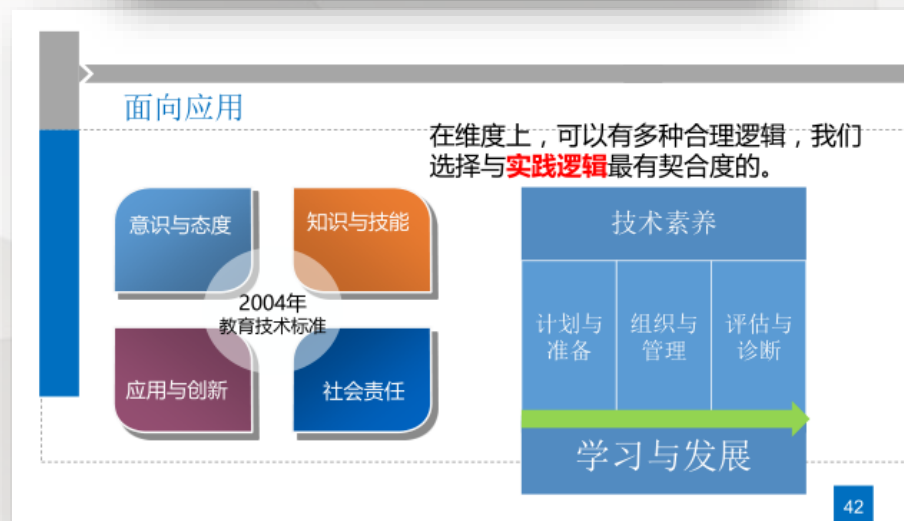 面向应用
在维度上，可以有多种合理逻辑，我们
选择与实践逻辑最有契合度的。
意识与态度
知识与技能
2004年
教育技术标准
应用与创新
社会责任
技术素养
计划与
准备
组织与
管理
评估与
诊断
学习与发展
42